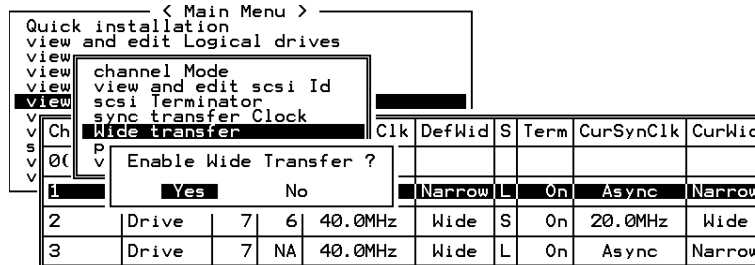 < Main Menu >
Quick installation
view and edit Logical drives
view
view channel Mode
view view and edit scsi Id
view scsi Terminator
v sync transfer Clock
v Ch Wide transfer Clk DefWid S Term CurSynClk CurWid
s p
v v Enable Wide Transfer ?
v
1 Yes No Narrow L On Async Narrow
2 Drive 7 6 40.0MHz Wide S On 20.0MHz Wide
3 Drive 7 NA 40.0MHz Wide L On Async Narrow